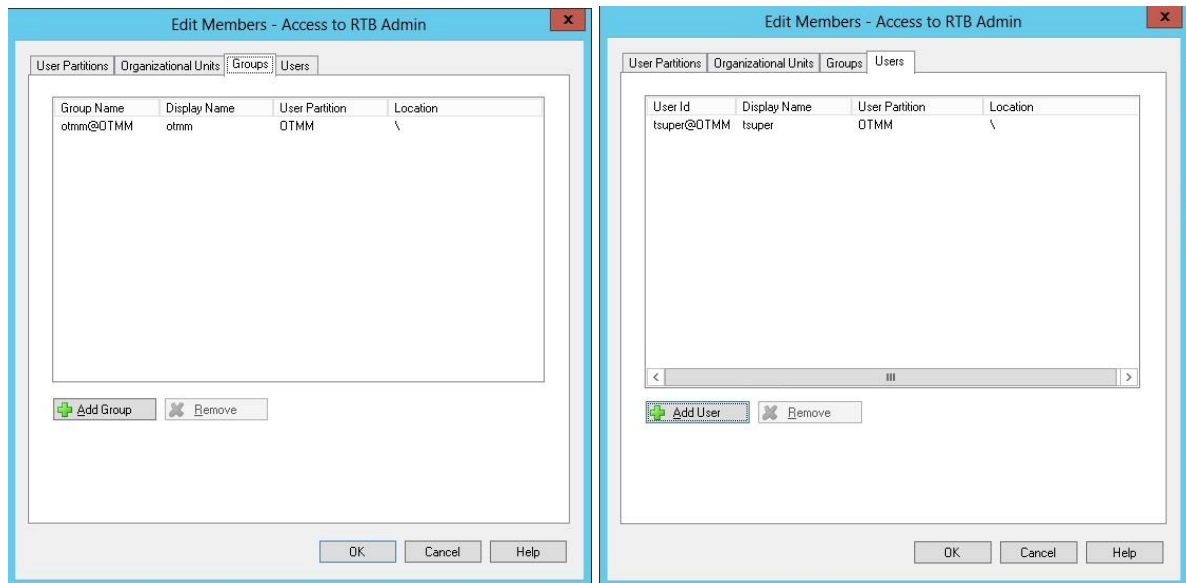 Edit Members - Access to RTB Admin
x
User Partitions Organizational Units Groups Users
Group Name Display Name User Partition Location
otmm@OTMM otmm OTMM \
Add Group Remove
OK Cancel Help
Edit Members - Access to RTB Admin
x
User Partitions Organizational Units Groups Users
User Id Display Name User Partition Location
tsuper@OTMM tsuper OTMM \
Add User Remove
OK Cancel Help